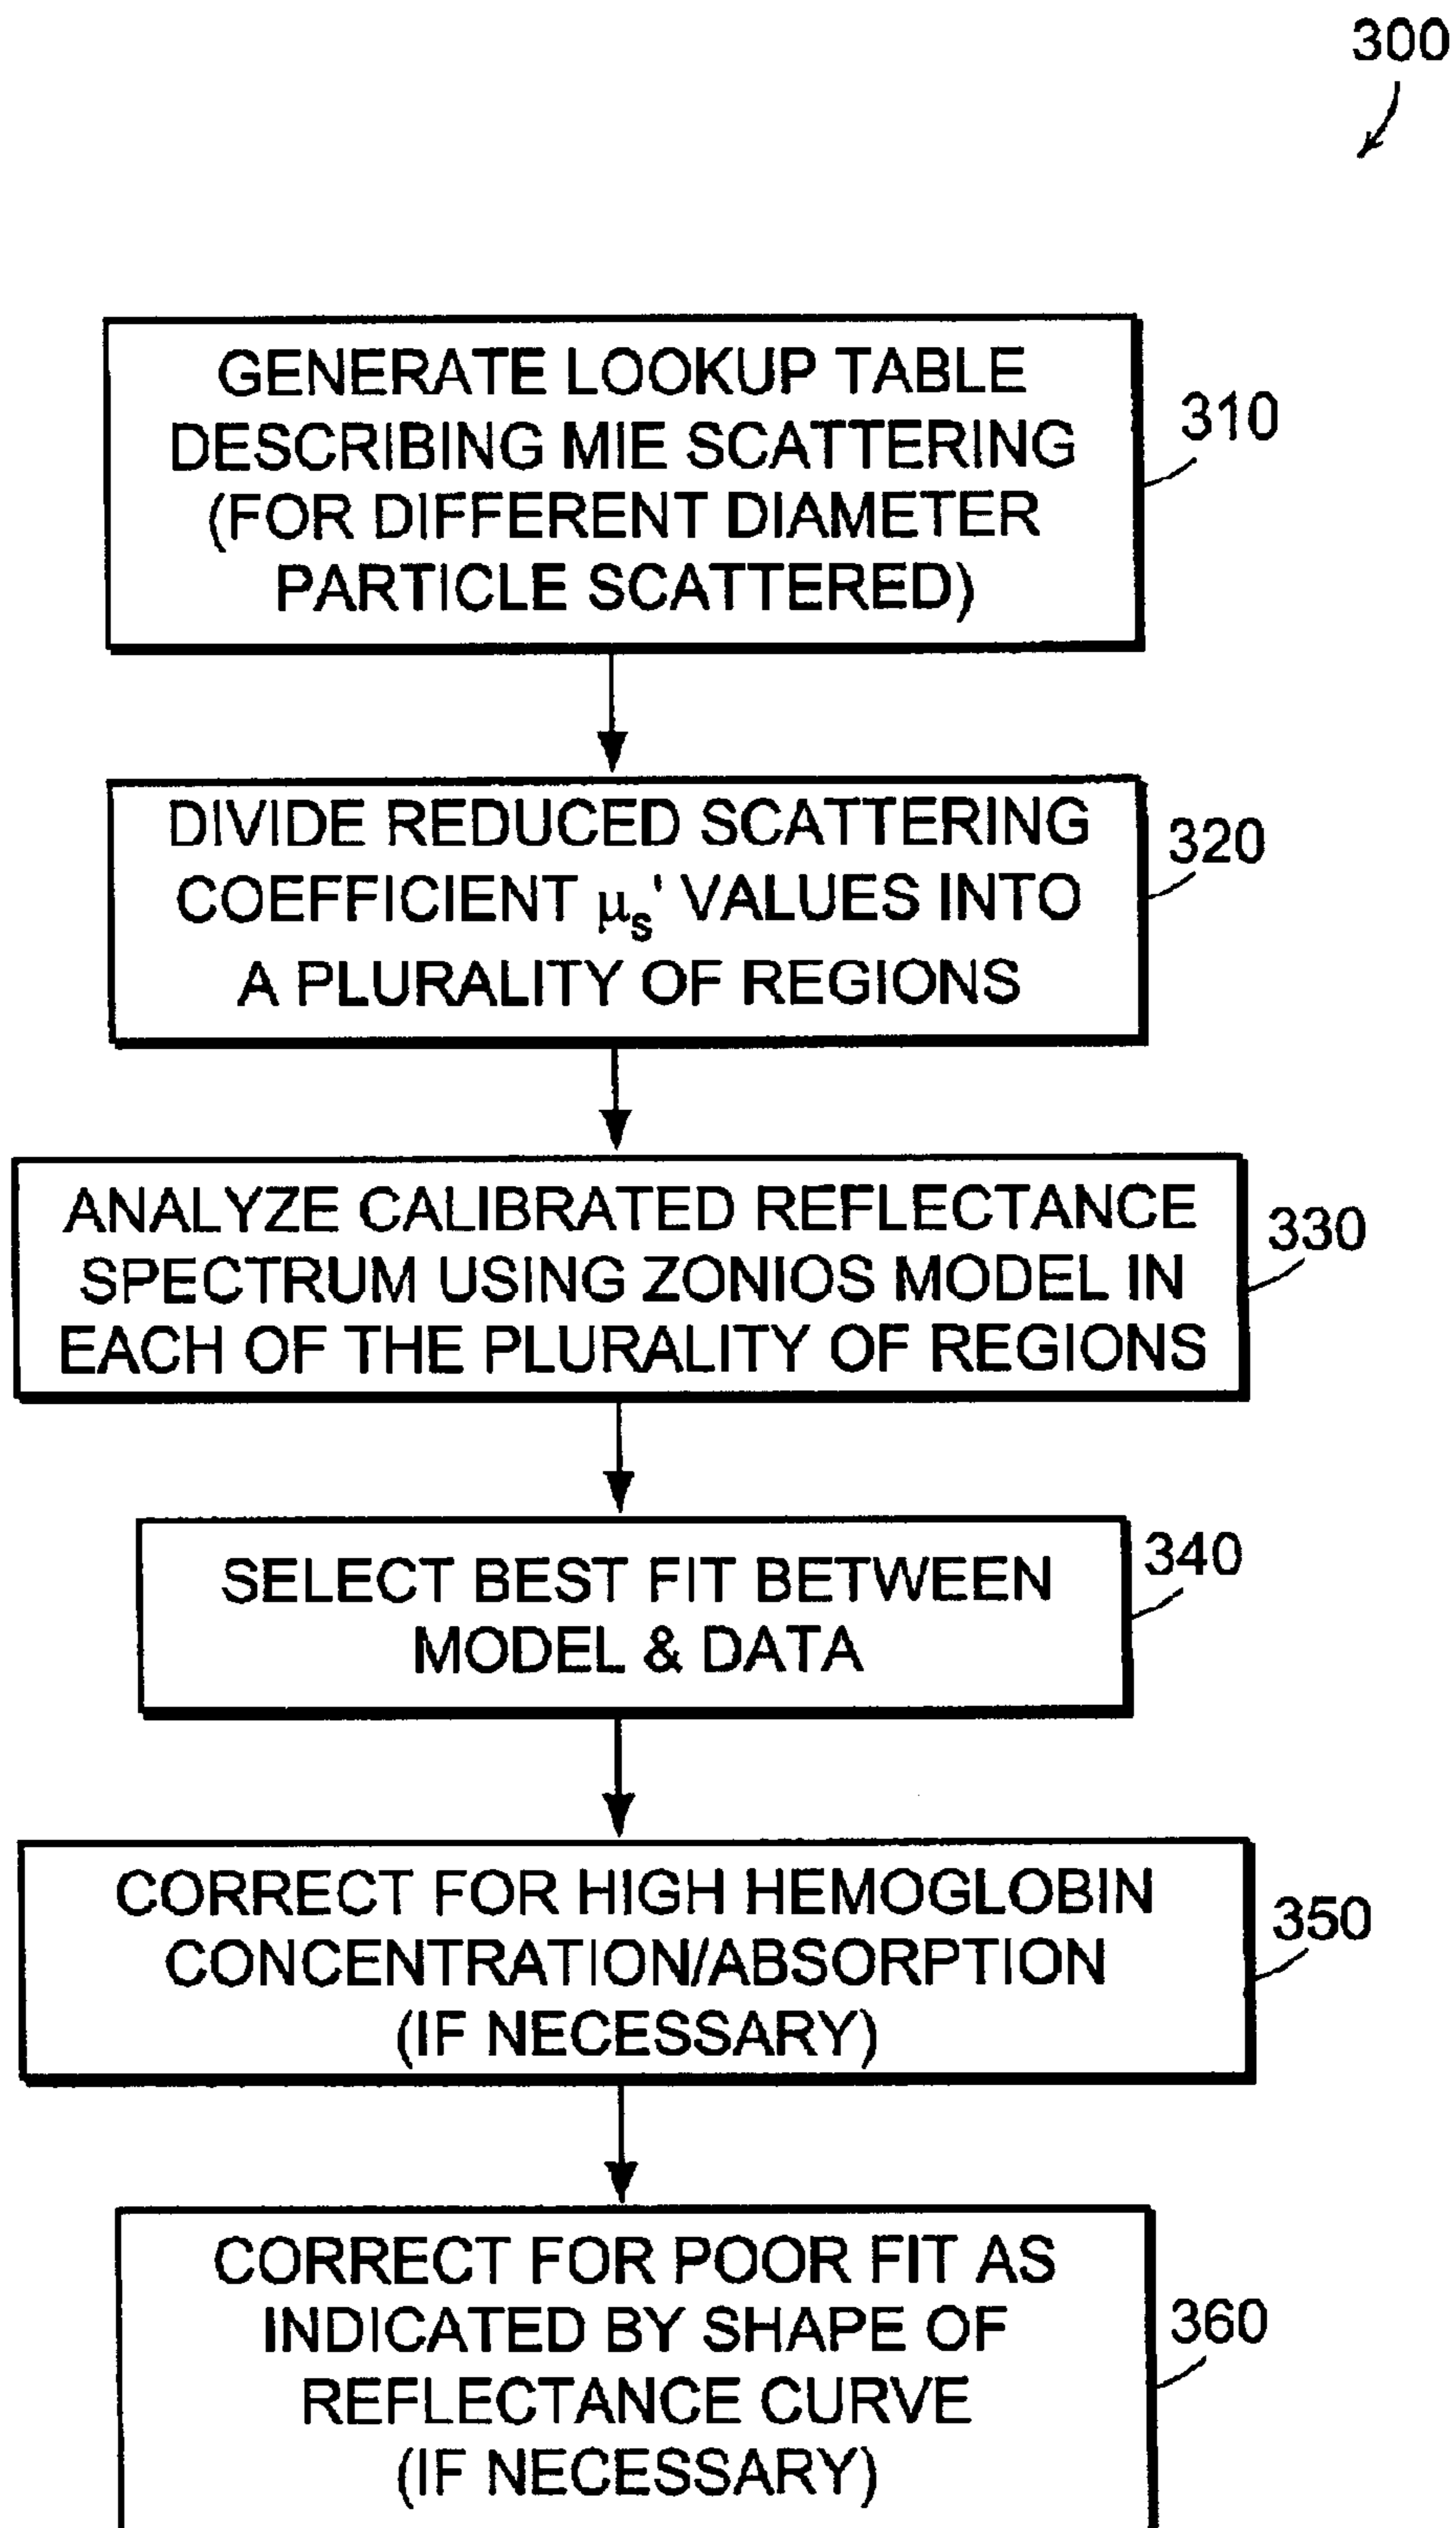 300
GENERATE LOOKUP TABLE
DESCRIBING MIE SCATTERING
(FOR DIFFERENT DIAMETER
PARTICLE SCATTERED)
310
DIVIDE REDUCED SCATTERING
COEFFICIENT μs' VALUES INTO
A PLURALITY OF REGIONS
320
ANALYZE CALIBRATED REFLECTANCE
SPECTRUM USING ZONIOS MODEL IN
EACH OF THE PLURALITY OF REGIONS
330
SELECT BEST FIT BETWEEN
MODEL & DATA
340
CORRECT FOR HIGH HEMOGLOBIN
CONCENTRATION/ABSORPTION
(IF NECESSARY)
350
CORRECT FOR POOR FIT AS
INDICATED BY SHAPE OF
REFLECTANCE CURVE
(IF NECESSARY)
360